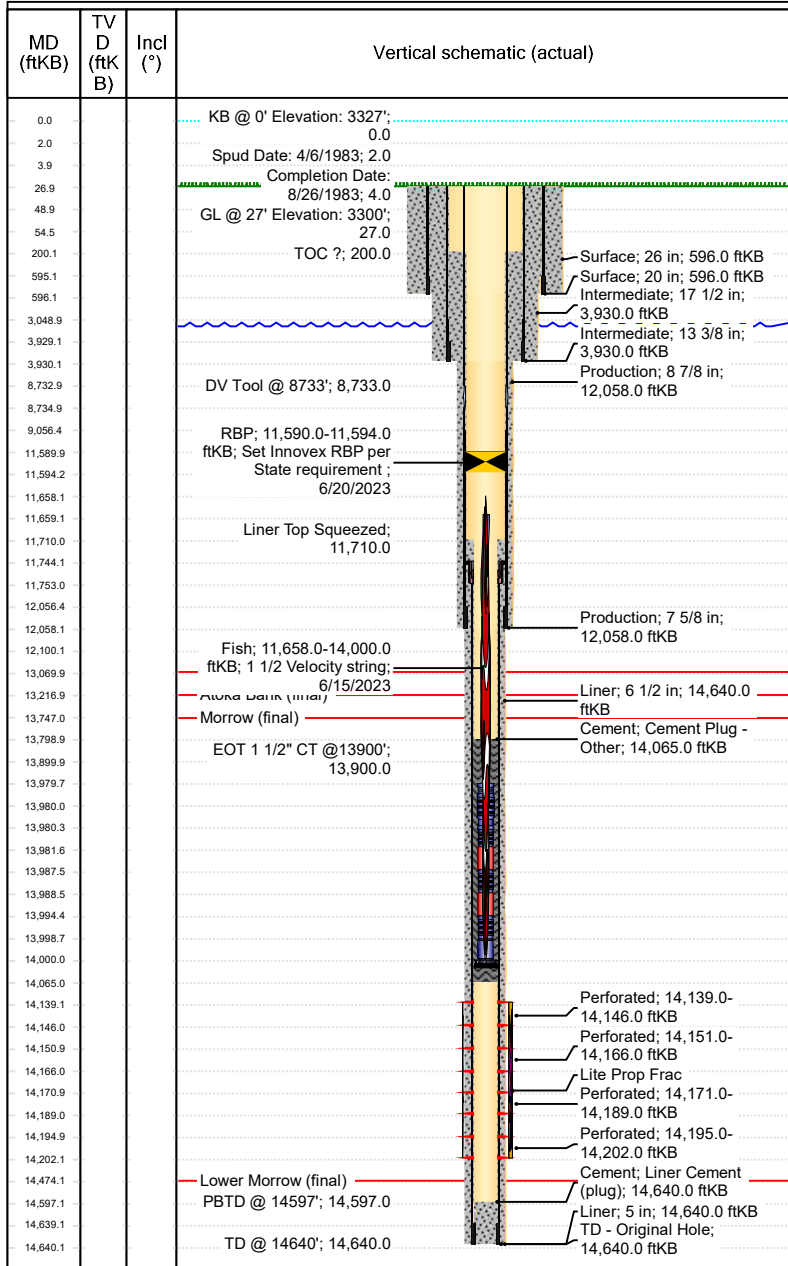 MD
(ftKB)
TV
D
(ftK
B)
Incl
(°)
Vertical schematic (actual)
0.0
2.0
3.9
26.9
48.9
54.5
200.1
595.1
596.1
3,048.9
3,929.1
3,930.1
8,732.9
8,734.9
9,056.4
11,589.9
11,594.2
11,658.1
11,659.1
11,710.0
11,744.1
11,753.0
12,056.4
12,058.1
12,100.1
13,069.9
13,216.9
13,747.0
13,798.9
13,899.9
13,979.7
13,980.0
13,980.3
13,981.6
13,987.5
13,988.5
13,994.4
13,998.7
14,000.0
14,065.0
14,139.1
14,146.0
14,150.9
14,166.0
14,170.9
14,189.0
14,194.9
14,202.1
14,474.1
14,597.1
14,639.1
14,640.1
KB @ 0' Elevation: 3327';
0.0
Spud Date: 4/6/1983; 2.0
Completion Date:
8/26/1983; 4.0
GL @ 27' Elevation: 3300';
27.0
TOC ?; 200.0
DV Tool @ 8733'; 8,733.0
RBP; 11,590.0-11,594.0
ftKB; Set Innovex RBP per
State requirement ;
6/20/2023
Liner Top Squeezed;
11,710.0
Fish; 11,658.0-14,000.0
ftKB; 1 1/2 Velocity string;
6/15/2023
Atoka Bank (final)
Morrow (final)
EOT 1 1/2" CT @13900';
13,900.0
Lower Morrow (final)
PBTD @ 14597'; 14,597.0
TD @ 14640'; 14,640.0
Surface; 26 in; 596.0 ftKB
Surface; 20 in; 596.0 ftKB
Intermediate; 17 1/2 in;
3,930.0 ftKB
Intermediate; 13 3/8 in;
3,930.0 ftKB
Production; 8 7/8 in;
12,058.0 ftKB
Production; 7 5/8 in;
12,058.0 ftKB
Liner; 6 1/2 in; 14,640.0
ftKB
Cement; Cement Plug -
Other; 14,065.0 ftKB
Perforated; 14,139.0-
14,146.0 ftKB
Perforated; 14,151.0-
14,166.0 ftKB
Lite Prop Frac
Perforated; 14,171.0-
14,189.0 ftKB
Perforated; 14,195.0-
14,202.0 ftKB
Cement; Liner Cement
(plug); 14,640.0 ftKB
Liner; 5 in; 14,640.0 ftKB
TD - Original Hole;
14,640.0 ftKB